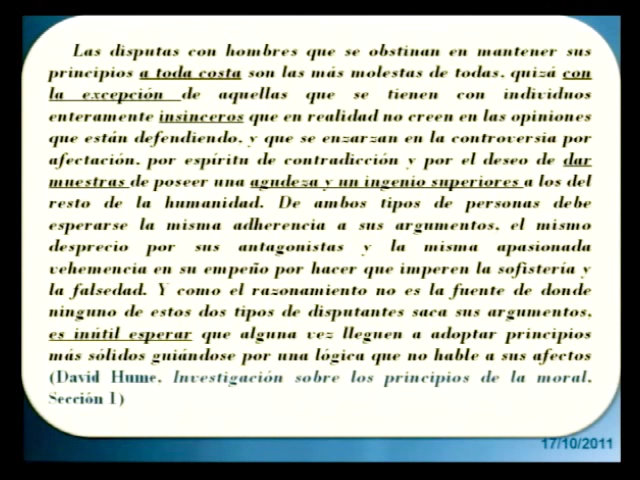 Las disputas con hombres que se obstinan en mantener sus
principios a toda costa son las más molestas de todas, quizá con
la excepción de aquellas que se tienen con individuos
enteramente insinceros que en realidad no creen en las opiniones
que están defendiendo, y que se enzarzan en la controversia por
afectación, por espíritu de contradicción y por el deseo de dar
muestras de poseer una agudeza y un ingenio superiores a los del
resto de la humanidad. De ambos tipos de personas debe
esperarse la misma adherencia a sus argumentos, el mismo
desprecio por sus antagonistas y la misma apasionada
vehemencia en su empeño por hacer que imperen la sofistería y
la falsedad. Y como el razonamiento no es la fuente de donde
ninguno de estos dos tipos de disputantes saca sus argumentos,
es inútil esperar que alguna vez lleguen a adoptar principios
más sólidos guiándose por una lógica que no hable a sus afectos
(David Hume, Investigación sobre los principios de la moral,
Sección 1)
17/10/2011